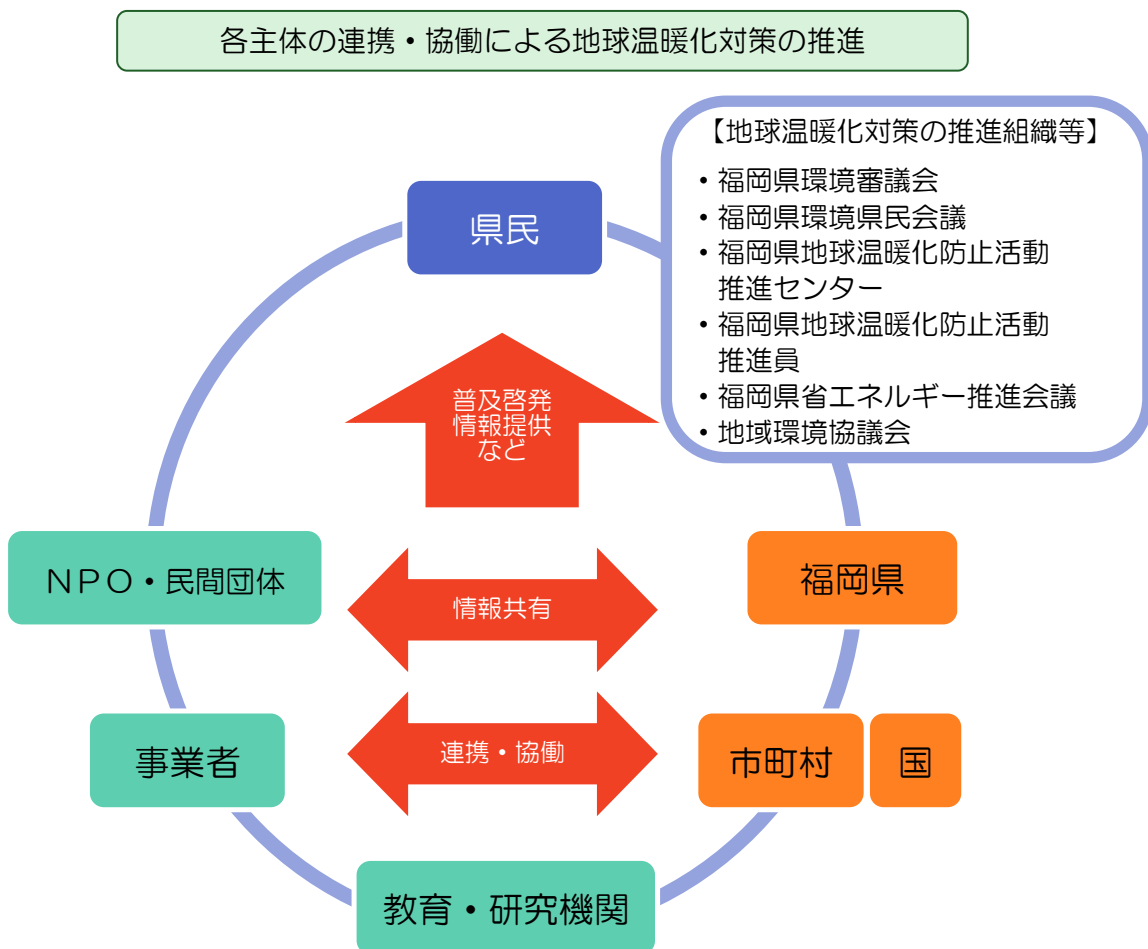 各主体の連携・協働による地球温暖化対策の推進
【地球温暖化対策の推進組織等】
・福岡県環境審議会
・福岡県環境県民会議
・福岡県地球温暖化防止活動
推進センター
・福岡県地球温暖化防止活動
推進員
・福岡県省エネルギー推進会議
・地域環境協議会
県民
普及啓発
情報提供
など
ＮＰＯ・民間団体
情報共有
福岡県
事業者
連携・協働
市町村
国
教育・研究機関